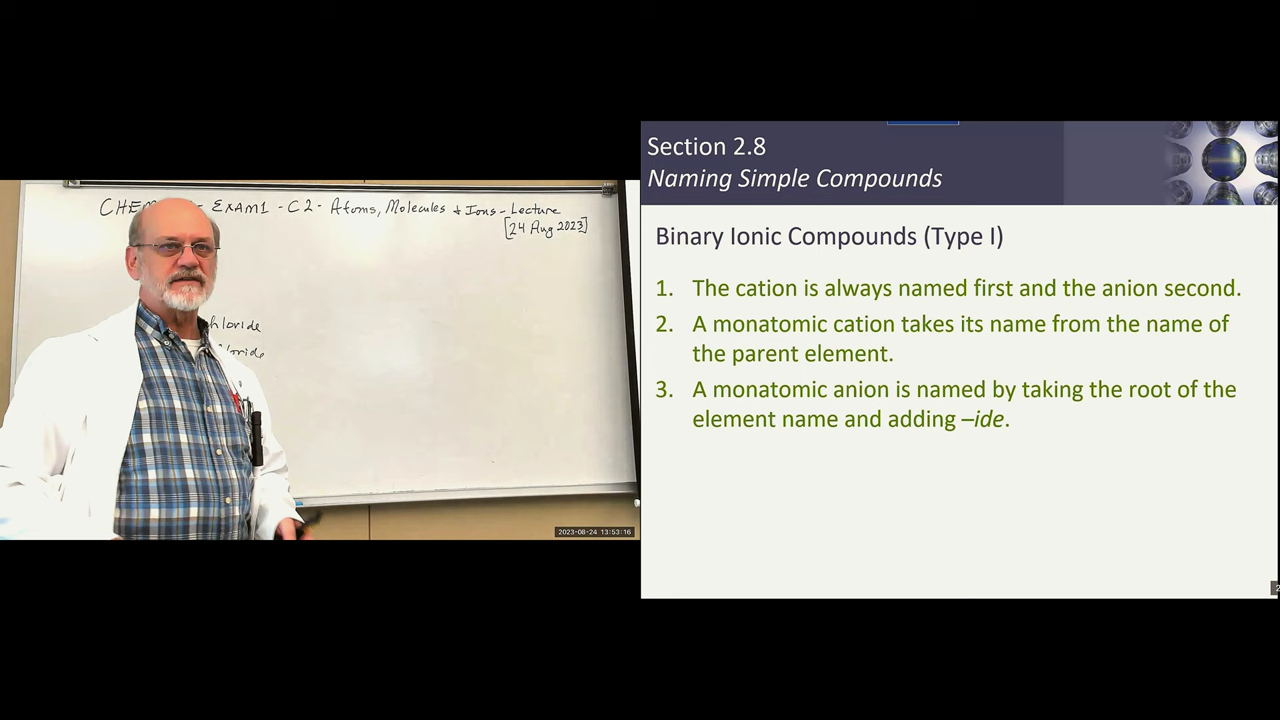 CHEM - EXAM1 - C2 - Atoms, Molecules & Ions - Lecture
[24 Aug 2023]
hloride
loride
2023-08-24 13:53:16
Section 2.8
Naming Simple Compounds
Binary Ionic Compounds (Type I)
1. The cation is always named first and the anion second.
2. A monatomic cation takes its name from the name of
the parent element.
3. A monatomic anion is named by taking the root of the
element name and adding –ide.